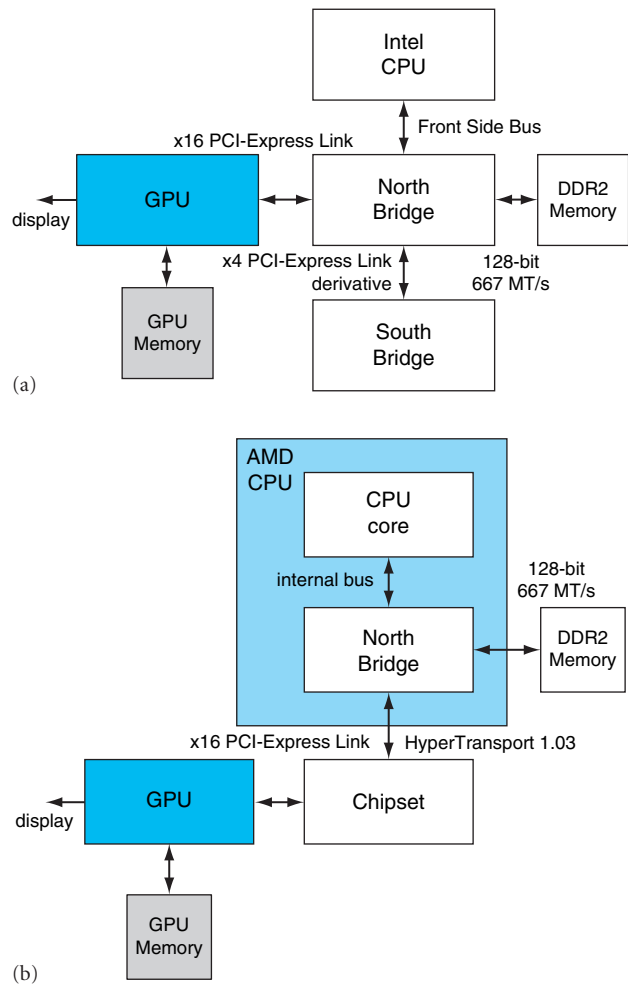 Intel
CPU
Front Side Bus
x16 PCI-Express Link
GPU
North
Bridge
DDR2
Memory
display
x4 PCI-Express Link
derivative
128-bit
667 MT/s
GPU
Memory
South
Bridge
(a)
AMD
CPU
CPU
core
internal bus
128-bit
667 MT/s
North
Bridge
DDR2
Memory
x16 PCI-Express Link
HyperTransport 1.03
GPU
Chipset
display
GPU
Memory
(b)